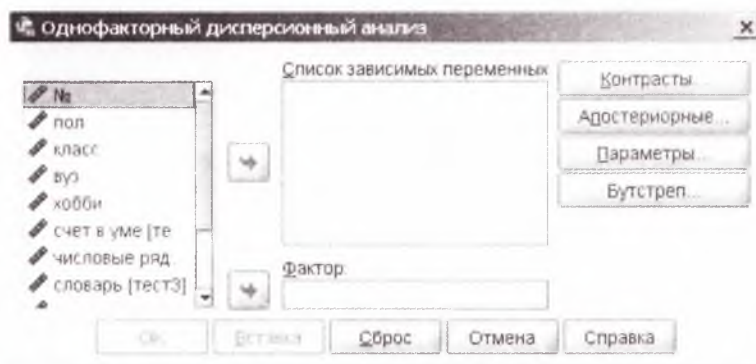 Однофакторный дисперсионный анализ
№
пол
класс
вуз
хобби
счет в уме [те
числовые ряд
словарь [тест3]
Список зависимых переменных
Фактор:
Контрасты...
Апостериорные...
Параметры...
Бутстреп...
ОК
Вставка
Сброс
Отмена
Справка